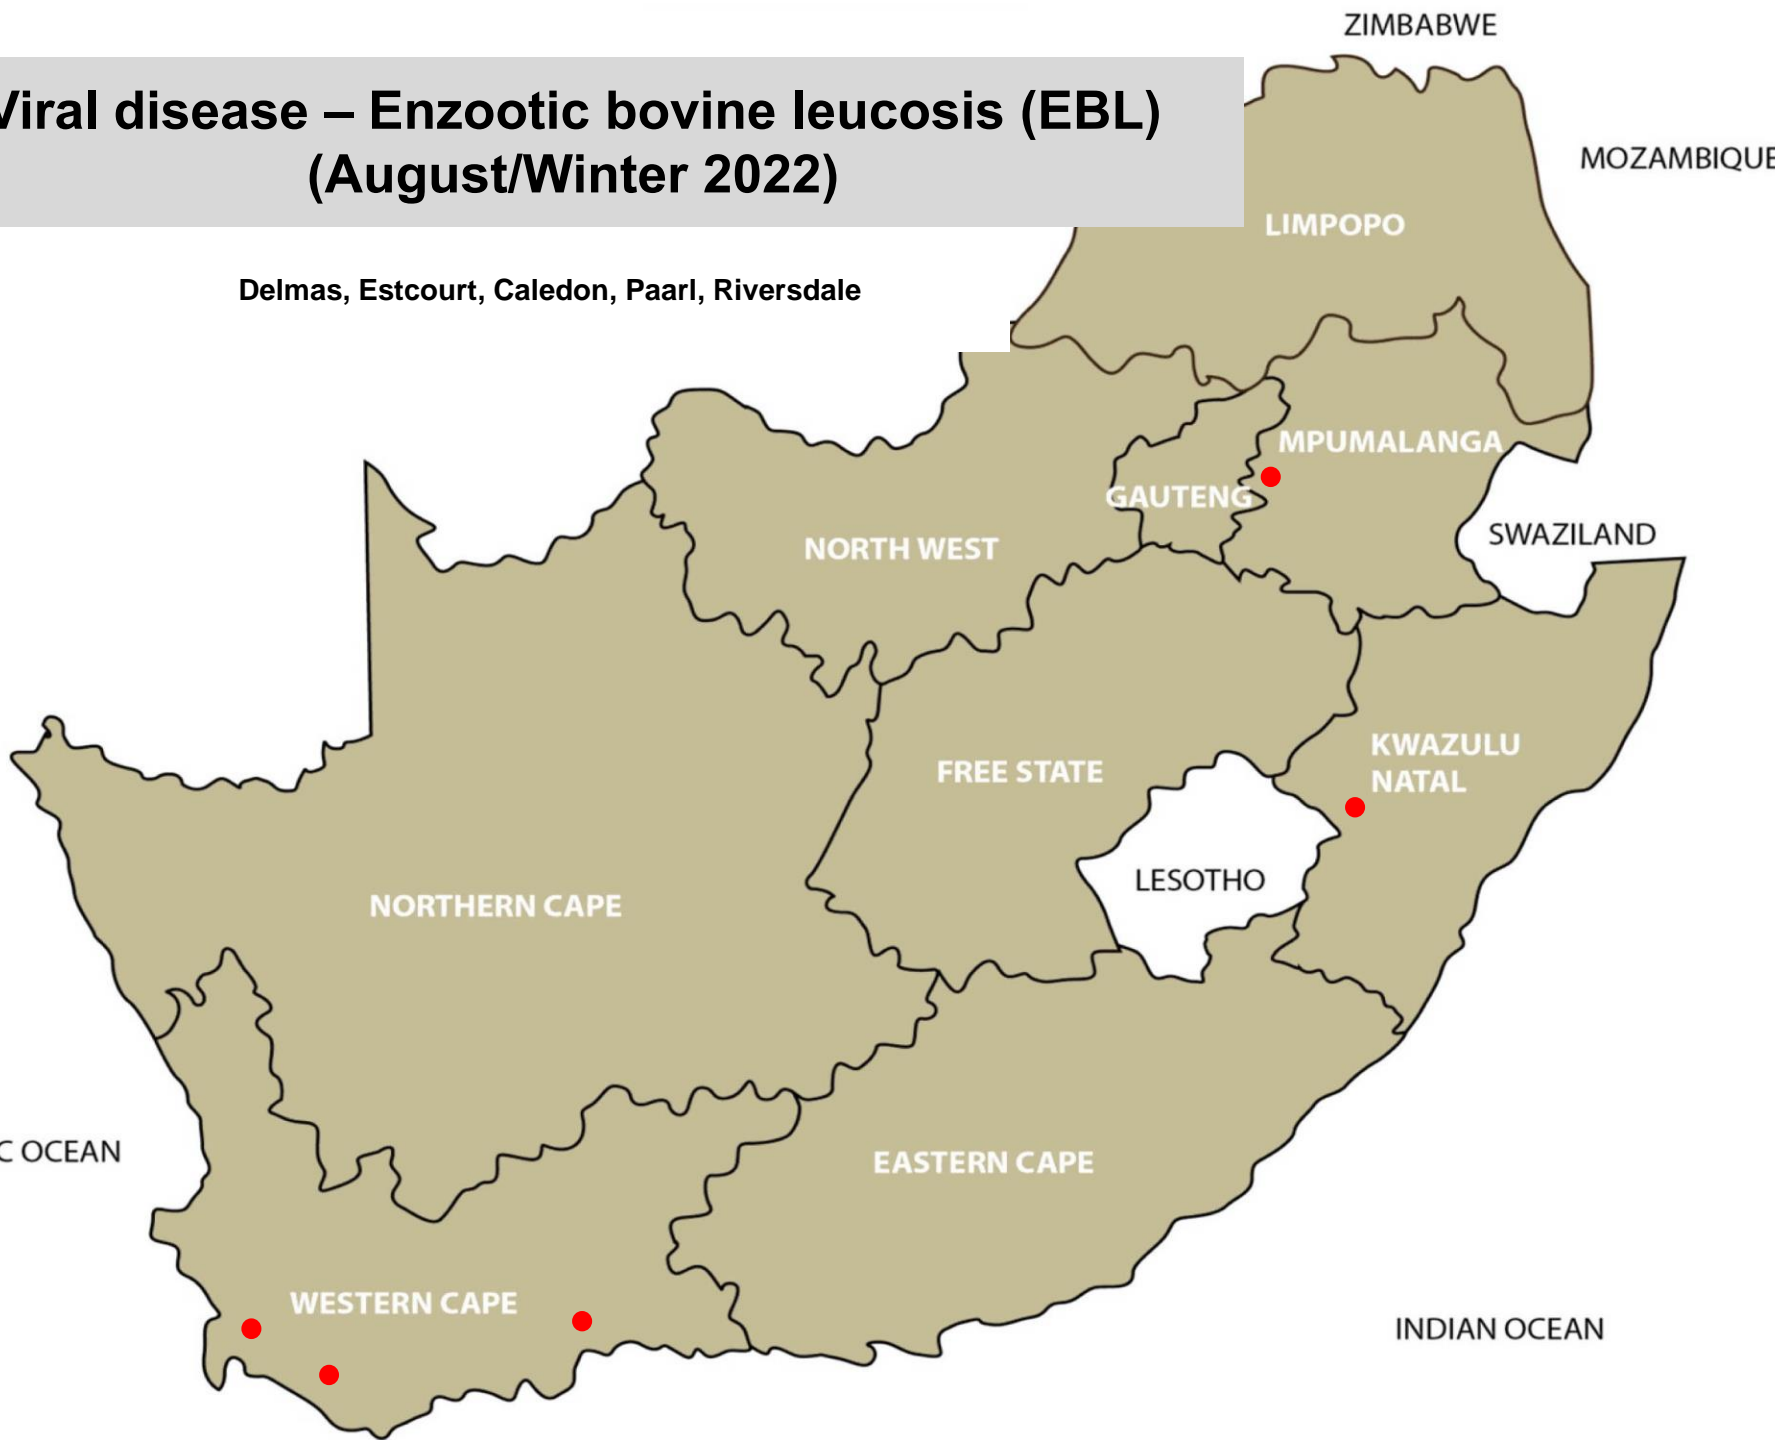 ZIMBABWE
Viral disease – Enzootic bovine leucosis (EBL)
(August/Winter 2022)
MOZAMBIQUE
LIMPOPO
Delmas, Estcourt, Caledon, Paarl, Riversdale
MPUMALANGA
GAUTENG
NORTH WEST
SWAZILAND
KWAZULU
NATAL
FREE STATE
LESOTHO
NORTHERN CAPE
C OCEAN
EASTERN CAPE
WESTERN CAPE
INDIAN OCEAN